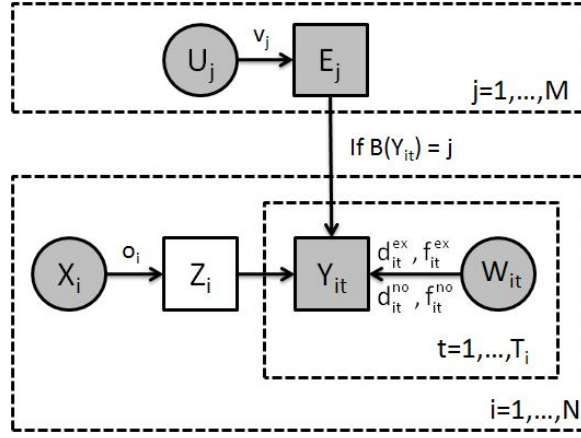 v_j
U_j
E_j
j=1,...,M
If B(Y_it) = j
o_i
d_it^ex , f_it^ex
X_i
Z_i
Y_it
W_it
d_it^no , f_it^no
t=1,...,T_i
i=1,...,N